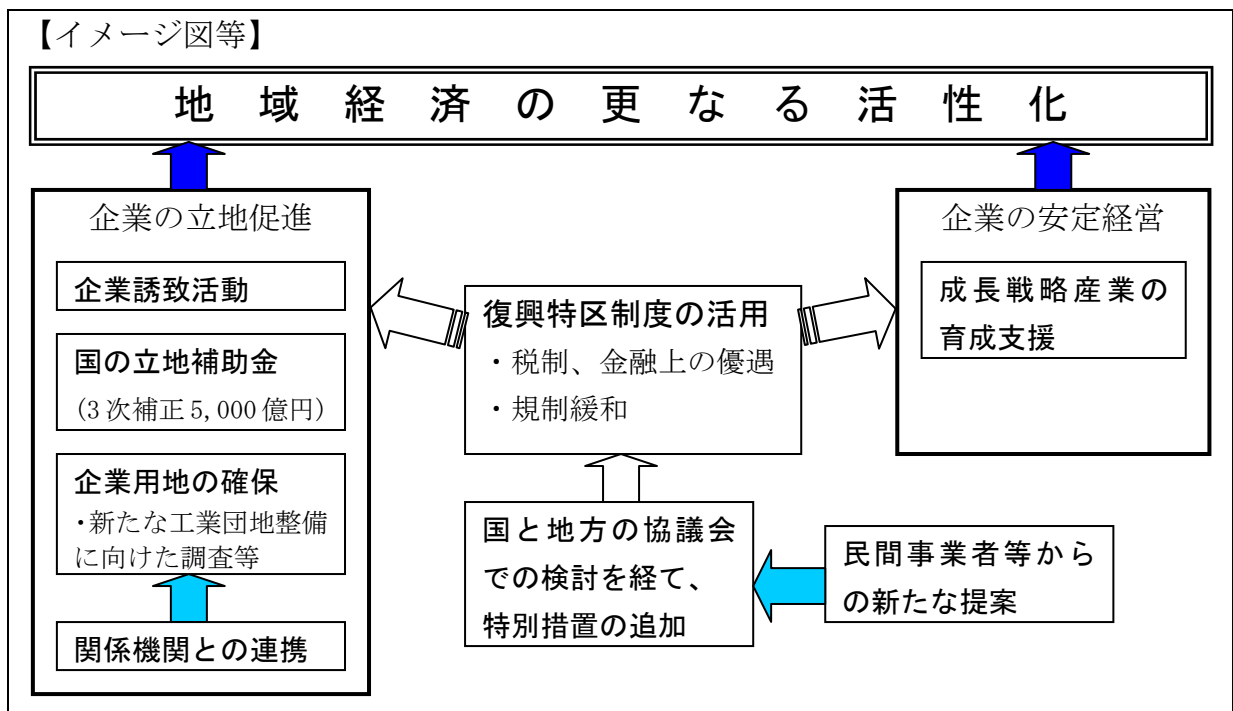 【イメージ図等】
地域経済の更なる活性化
企業の立地促進
企業誘致活動
国の立地補助金
(3次補正5,000億円)
企業用地の確保
・新たな工業団地整備
に向けた調査等
関係機関との連携
復興特区制度の活用
・税制、金融上の優遇
・規制緩和
国と地方の協議会
での検討を経て、
特別措置の追加
民間事業者等から
の新たな提案
企業の安定経営
成長戦略産業の
育成支援